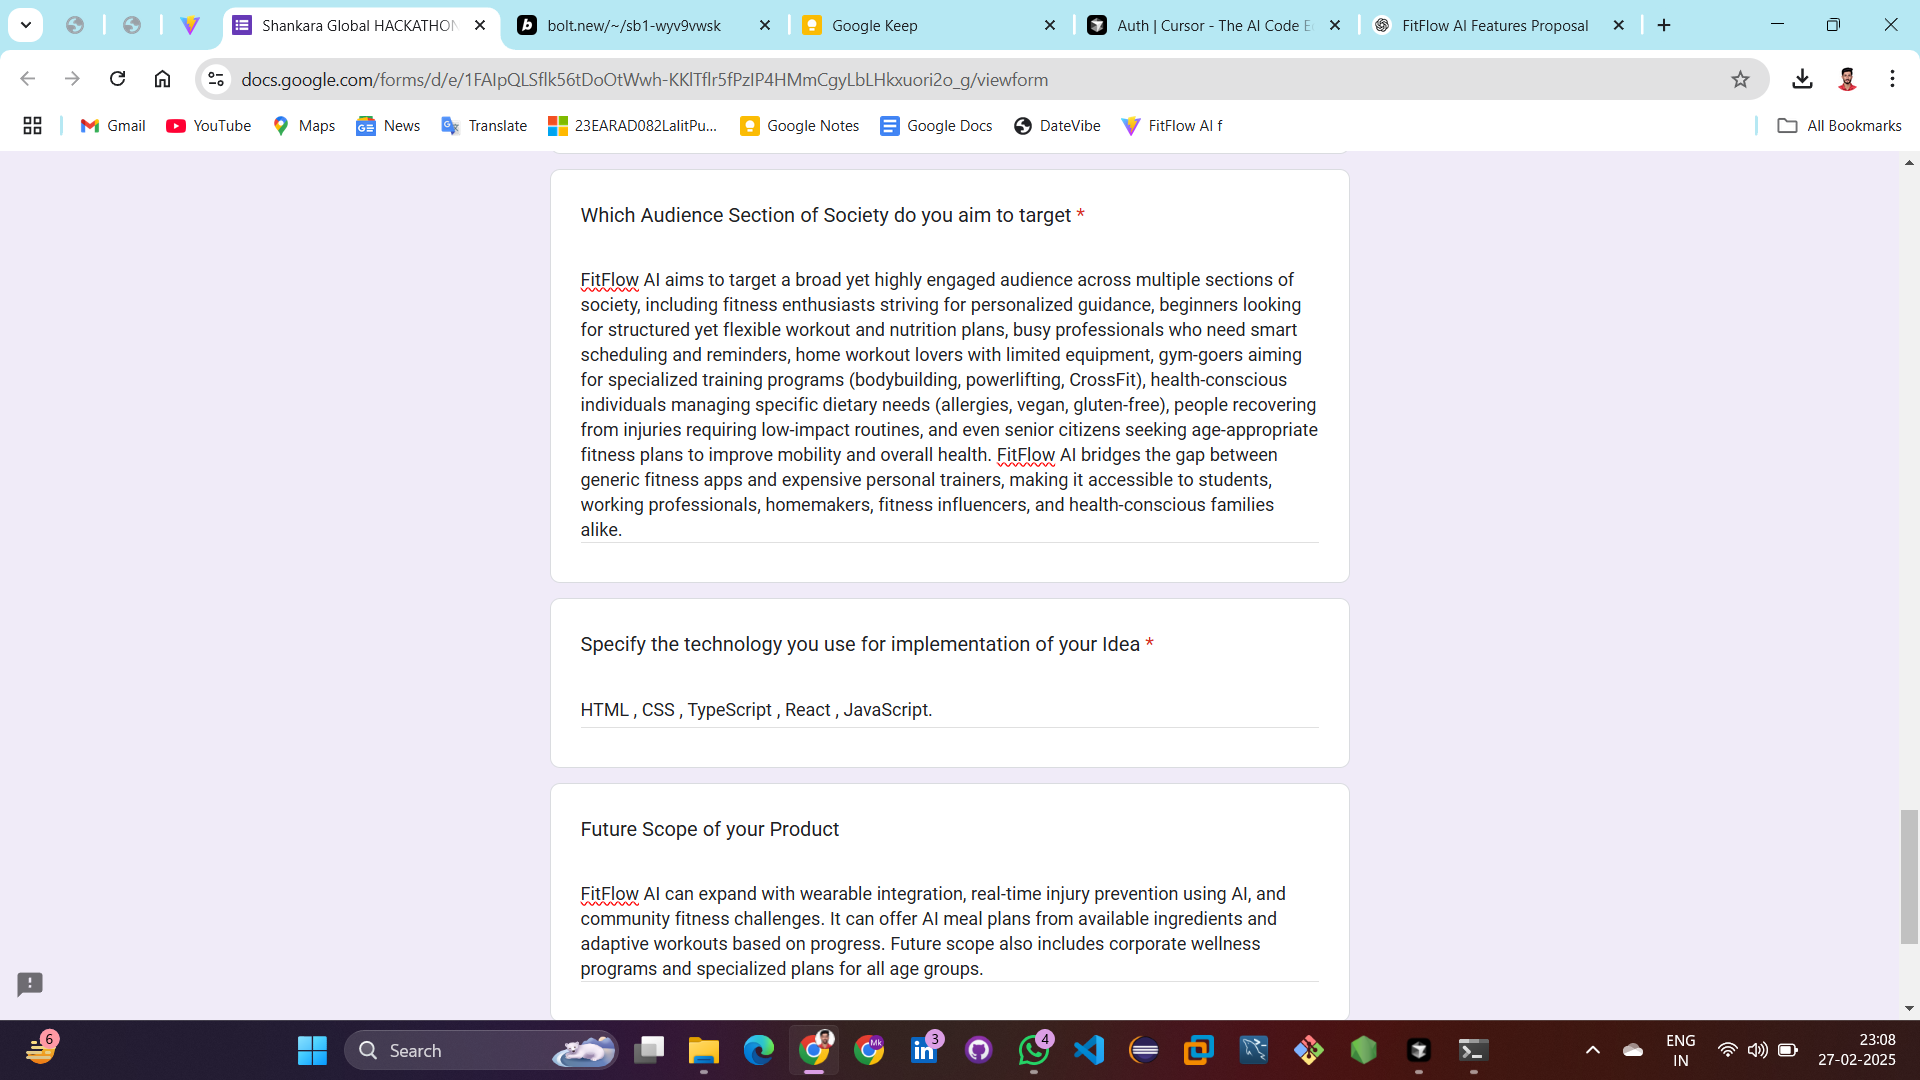 Shankara Global HACKATHON
bolt.new/~/sb1-wyv9vwsk
Google Keep
Auth | Cursor - The AI Code E
FitFlow AI Features Proposal
docs.google.com/forms/d/e/1FAIpQLSflk56tDoOtWwh-KKlTflr5fPzIP4HMmCgyLbLHkxuori2o_g/viewform
Gmail
YouTube
Maps
News
Translate
23EARAD082LalitPu...
Google Notes
Google Docs
DateVibe
FitFlow AI f
All Bookmarks
Which Audience Section of Society do you aim to target *
FitFlow AI aims to target a broad yet highly engaged audience across multiple sections of
society, including fitness enthusiasts striving for personalized guidance, beginners looking
for structured yet flexible workout and nutrition plans, busy professionals who need smart
scheduling and reminders, home workout lovers with limited equipment, gym-goers aiming
for specialized training programs (bodybuilding, powerlifting, CrossFit), health-conscious
individuals managing specific dietary needs (allergies, vegan, gluten-free), people recovering
from injuries requiring low-impact routines, and even senior citizens seeking age-appropriate
fitness plans to improve mobility and overall health. FitFlow AI bridges the gap between
generic fitness apps and expensive personal trainers, making it accessible to students,
working professionals, homemakers, fitness influencers, and health-conscious families
alike.
Specify the technology you use for implementation of your Idea *
HTML , CSS , TypeScript , React , JavaScript.
Future Scope of your Product
FitFlow AI can expand with wearable integration, real-time injury prevention using AI, and
community fitness challenges. It can offer AI meal plans from available ingredients and
adaptive workouts based on progress. Future scope also includes corporate wellness
programs and specialized plans for all age groups.
6
Search
Mk
3
4
ENG
IN
23:08
27-02-2025